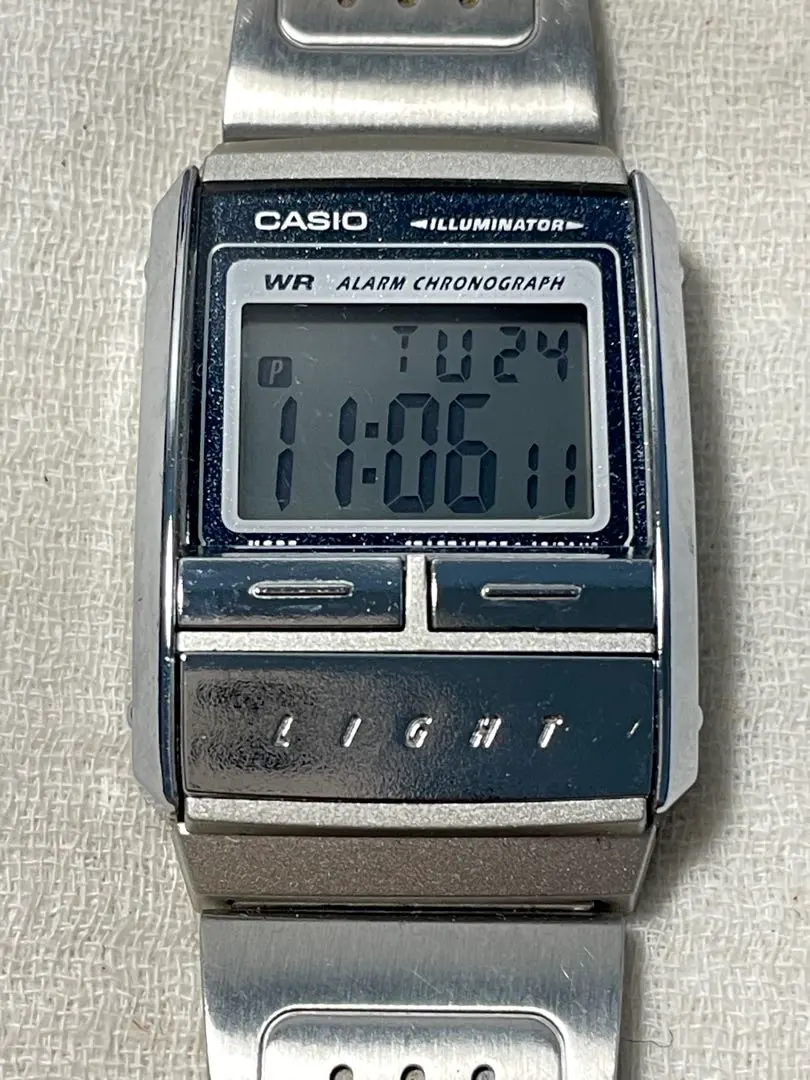 CASIO ILLUMINATOR
WR ALARM CHRONOGRAPH
TU 24
P
11:06 11
LIGHT